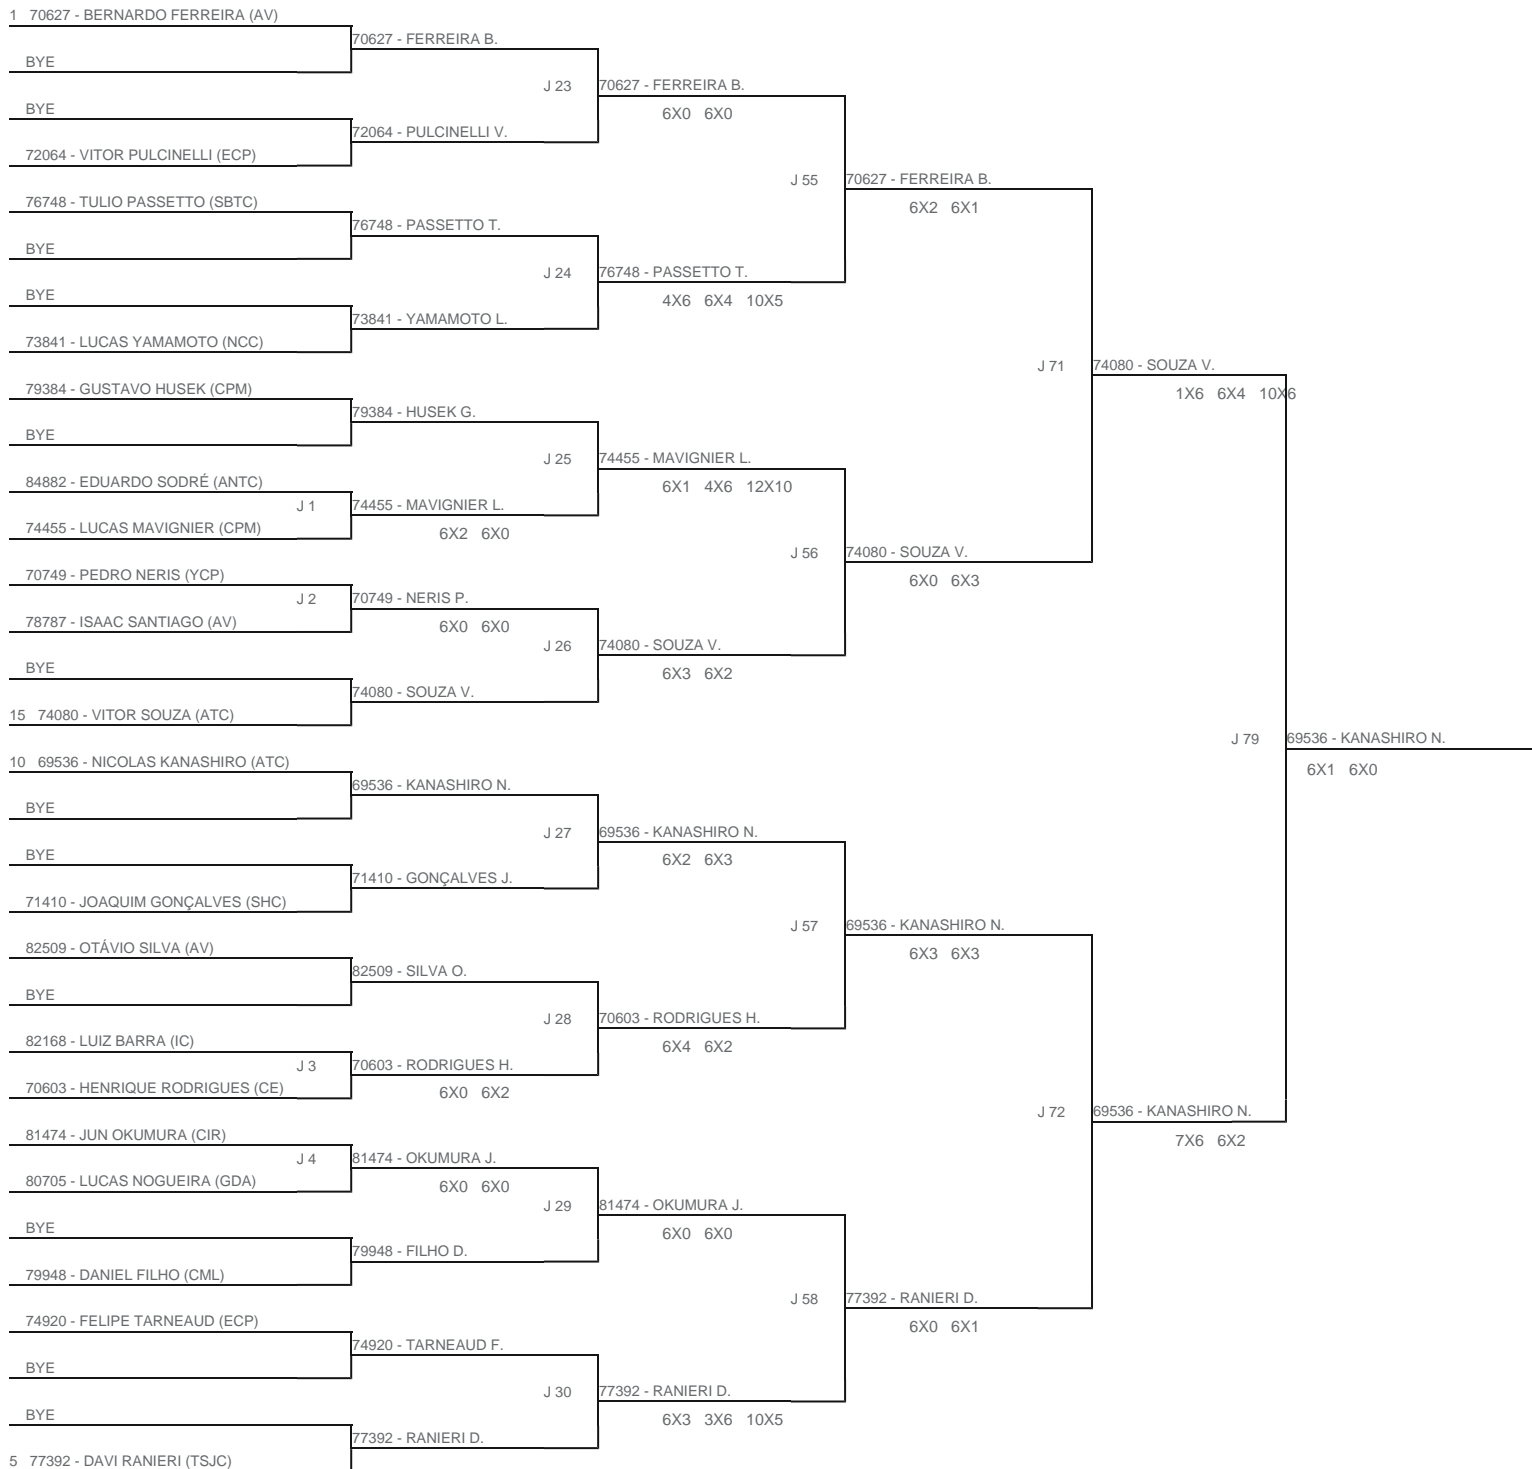 1 70627 - BERNARDO FERREIRA (AV)
70627 - FERREIRA B.
BYE
J 23
70627 - FERREIRA B.
6X0 6X0
BYE
72064 - PULCINELLI V.
72064 - VITOR PULCINELLI (ECP)
J 55
70627 - FERREIRA B.
6X2 6X1
76748 - TULIO PASSETTO (SBTC)
76748 - PASSETTO T.
BYE
J 24
76748 - PASSETTO T.
4X6 6X4 10X5
BYE
73841 - YAMAMOTO L.
73841 - LUCAS YAMAMOTO (NCC)
J 71
74080 - SOUZA V.
1X6 6X4 10X6
79384 - GUSTAVO HUSEK (CPM)
79384 - HUSEK G.
BYE
J 25
74455 - MAVIGNIER L.
6X1 4X6 12X10
84882 - EDUARDO SODRÉ (ANTC)
J 1
74455 - MAVIGNIER L.
6X2 6X0
74455 - LUCAS MAVIGNIER (CPM)
J 56
74080 - SOUZA V.
6X0 6X3
70749 - PEDRO NERIS (YCP)
J 2
70749 - NERIS P.
6X0 6X0
78787 - ISAAC SANTIAGO (AV)
J 26
74080 - SOUZA V.
6X3 6X2
BYE
74080 - SOUZA V.
15 74080 - VITOR SOUZA (ATC)
J 79
69536 - KANASHIRO N.
6X1 6X0
10 69536 - NICOLAS KANASHIRO (ATC)
69536 - KANASHIRO N.
BYE
J 27
69536 - KANASHIRO N.
6X2 6X3
BYE
71410 - GONÇALVES J.
71410 - JOAQUIM GONÇALVES (SHC)
J 57
69536 - KANASHIRO N.
6X3 6X3
82509 - OTÁVIO SILVA (AV)
82509 - SILVA O.
BYE
J 28
70603 - RODRIGUES H.
6X4 6X2
82168 - LUIZ BARRA (IC)
J 3
70603 - RODRIGUES H.
6X0 6X2
70603 - HENRIQUE RODRIGUES (CE)
J 72
69536 - KANASHIRO N.
7X6 6X2
81474 - JUN OKUMURA (CIR)
J 4
81474 - OKUMURA J.
6X0 6X0
80705 - LUCAS NOGUEIRA (GDA)
J 29
81474 - OKUMURA J.
6X0 6X0
BYE
79948 - FILHO D.
79948 - DANIEL FILHO (CML)
J 58
77392 - RANIERI D.
6X0 6X1
74920 - FELIPE TARNEAUD (ECP)
74920 - TARNEAUD F.
BYE
J 30
77392 - RANIERI D.
6X3 3X6 10X5
BYE
77392 - RANIERI D.
5 77392 - DAVI RANIERI (TSJC)